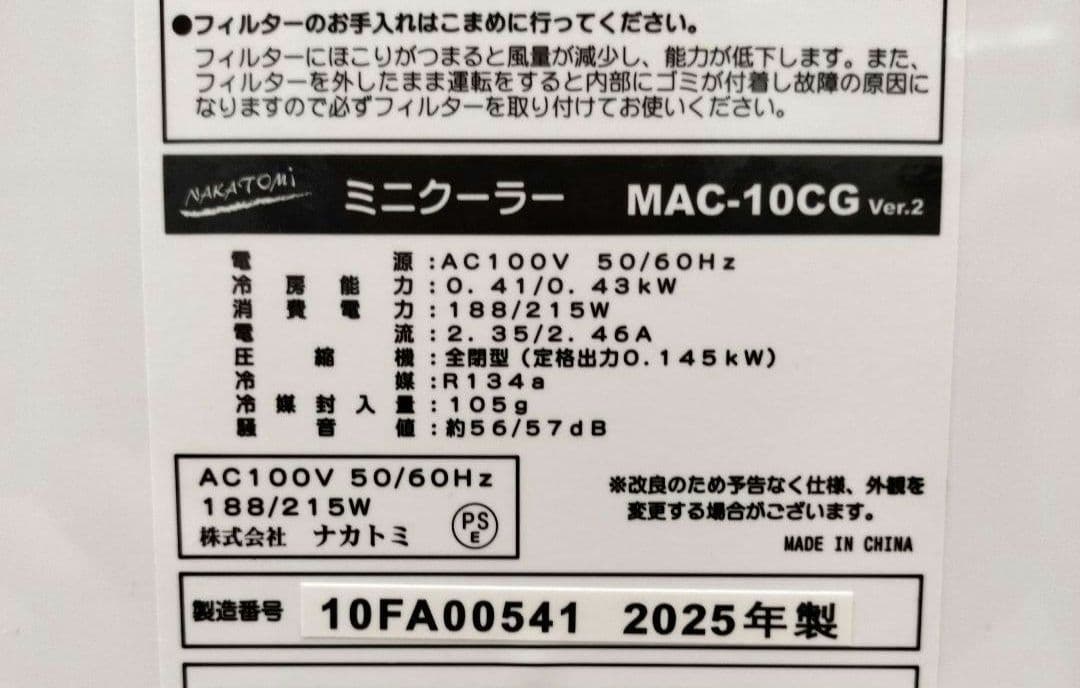 ●フィルターのお手入れはこまめに行ってください。
フィルターにほこりがつまると風量が減少し、能力が低下します。また、
フィルターを外したまま運転をすると内部にゴミが付着し故障の原因に
なりますので必ずフィルターを取り付けてお使いください。
NAKATOMi ミニクーラー MAC-10CG Ver.2
電源:AC100V 50/60Hz
冷房能力:0.41/0.43kW
消費電力:188/215W
電流:2.35/2.46A
圧縮機:全閉型(定格出力0.145kW)
冷媒:R134a
冷媒封入量:105g
騒音値:約56/57dB
AC100V 50/60Hz
188/215W
株式会社 ナカトミ
PS
E
※改良のため予告なく仕様、外観を
変更する場合がございます。
MADE IN CHINA
製造番号 10FA00541 2025年製